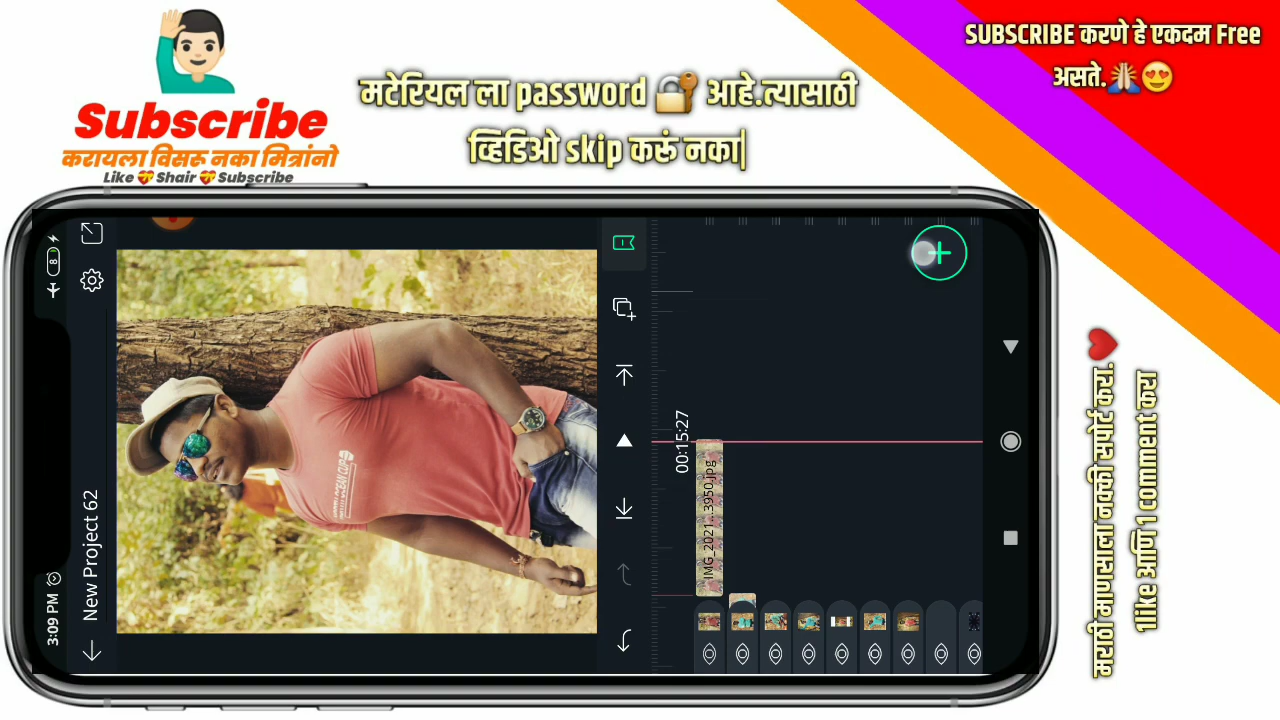 Subscribe
करायला विसरू नका मित्रांनो
Like 💝 Shair 💝 Subscribe
मटेरियल ला password 🔐 आहे.त्यासाठी
व्हिडिओ skip करूं नका|
SUBSCRIBE करणे हे एकदम Free
असते.🙏😍
3:09 PM
8
New Project 62
00:15:27
IMG_2021...3950.jpg
मराठी माणसाला नक्की सपोर्ट करा.❤
1like आणि 1 comment करा